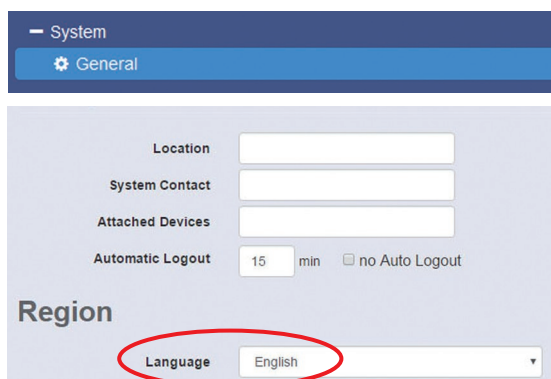 System
General
Location
System Contact
Attached Devices
Automatic Logout 15 min no Auto Logout
Region
Language English